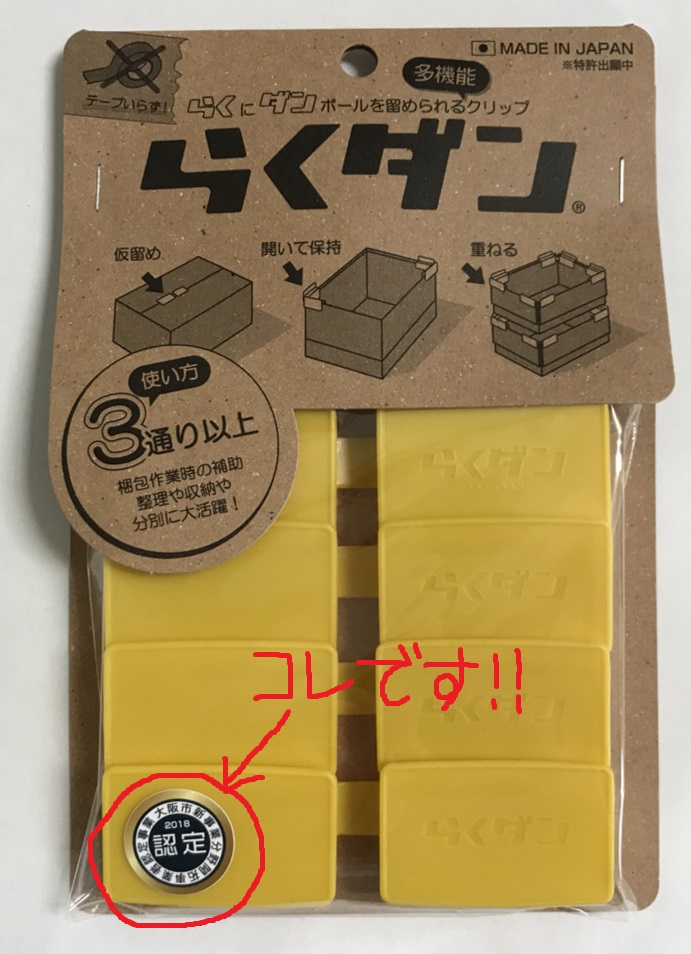 MADE IN JAPAN
※特許出願中
テープいらず!
多機能
らくにダンボールを留められるクリップ
らくダン®
仮留め
開いて保持
重ねる
使い方
3通り以上
梱包作業時の補助
整理や収納や
分別に大活躍!
らくダン
らくダン
らくダン
らくダン
コレです!!
大阪市新事業分野開拓事業者認定事業
2018
認定